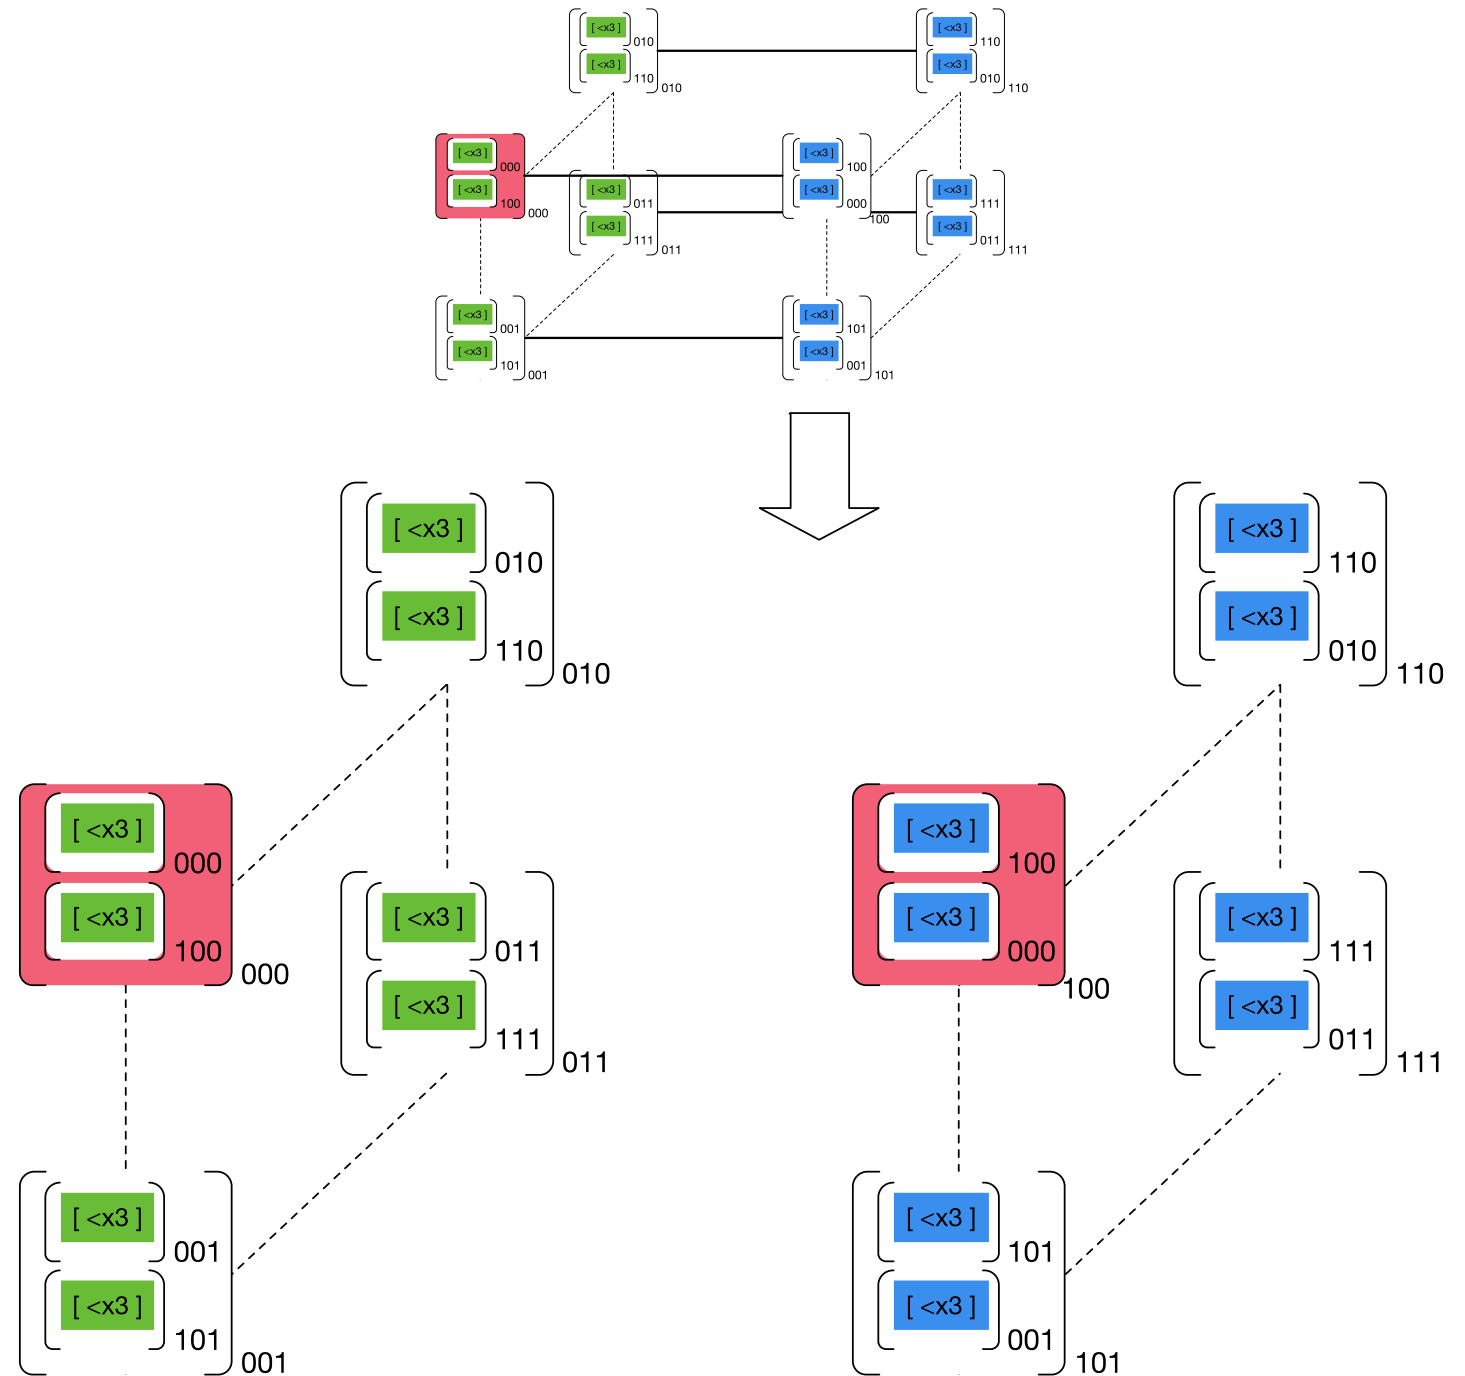 [ <x3 ] 010
[ <x3 ] 110
010
[ <x3 ] 110
[ <x3 ] 010
110
[ <x3 ] 000
[ <x3 ] 100
000
[ <x3 ] 100
[ <x3 ] 000
100
[ <x3 ] 011
[ <x3 ] 111
011
[ <x3 ] 111
[ <x3 ] 011
111
[ <x3 ] 001
[ <x3 ] 101
001
[ <x3 ] 101
[ <x3 ] 001
101
[ <x3 ] 010
[ <x3 ] 110
010
[ <x3 ] 110
[ <x3 ] 010
110
[ <x3 ] 000
[ <x3 ] 100
000
[ <x3 ] 011
[ <x3 ] 111
011
[ <x3 ] 100
[ <x3 ] 000
100
[ <x3 ] 111
[ <x3 ] 011
111
[ <x3 ] 001
[ <x3 ] 101
001
[ <x3 ] 101
[ <x3 ] 001
101